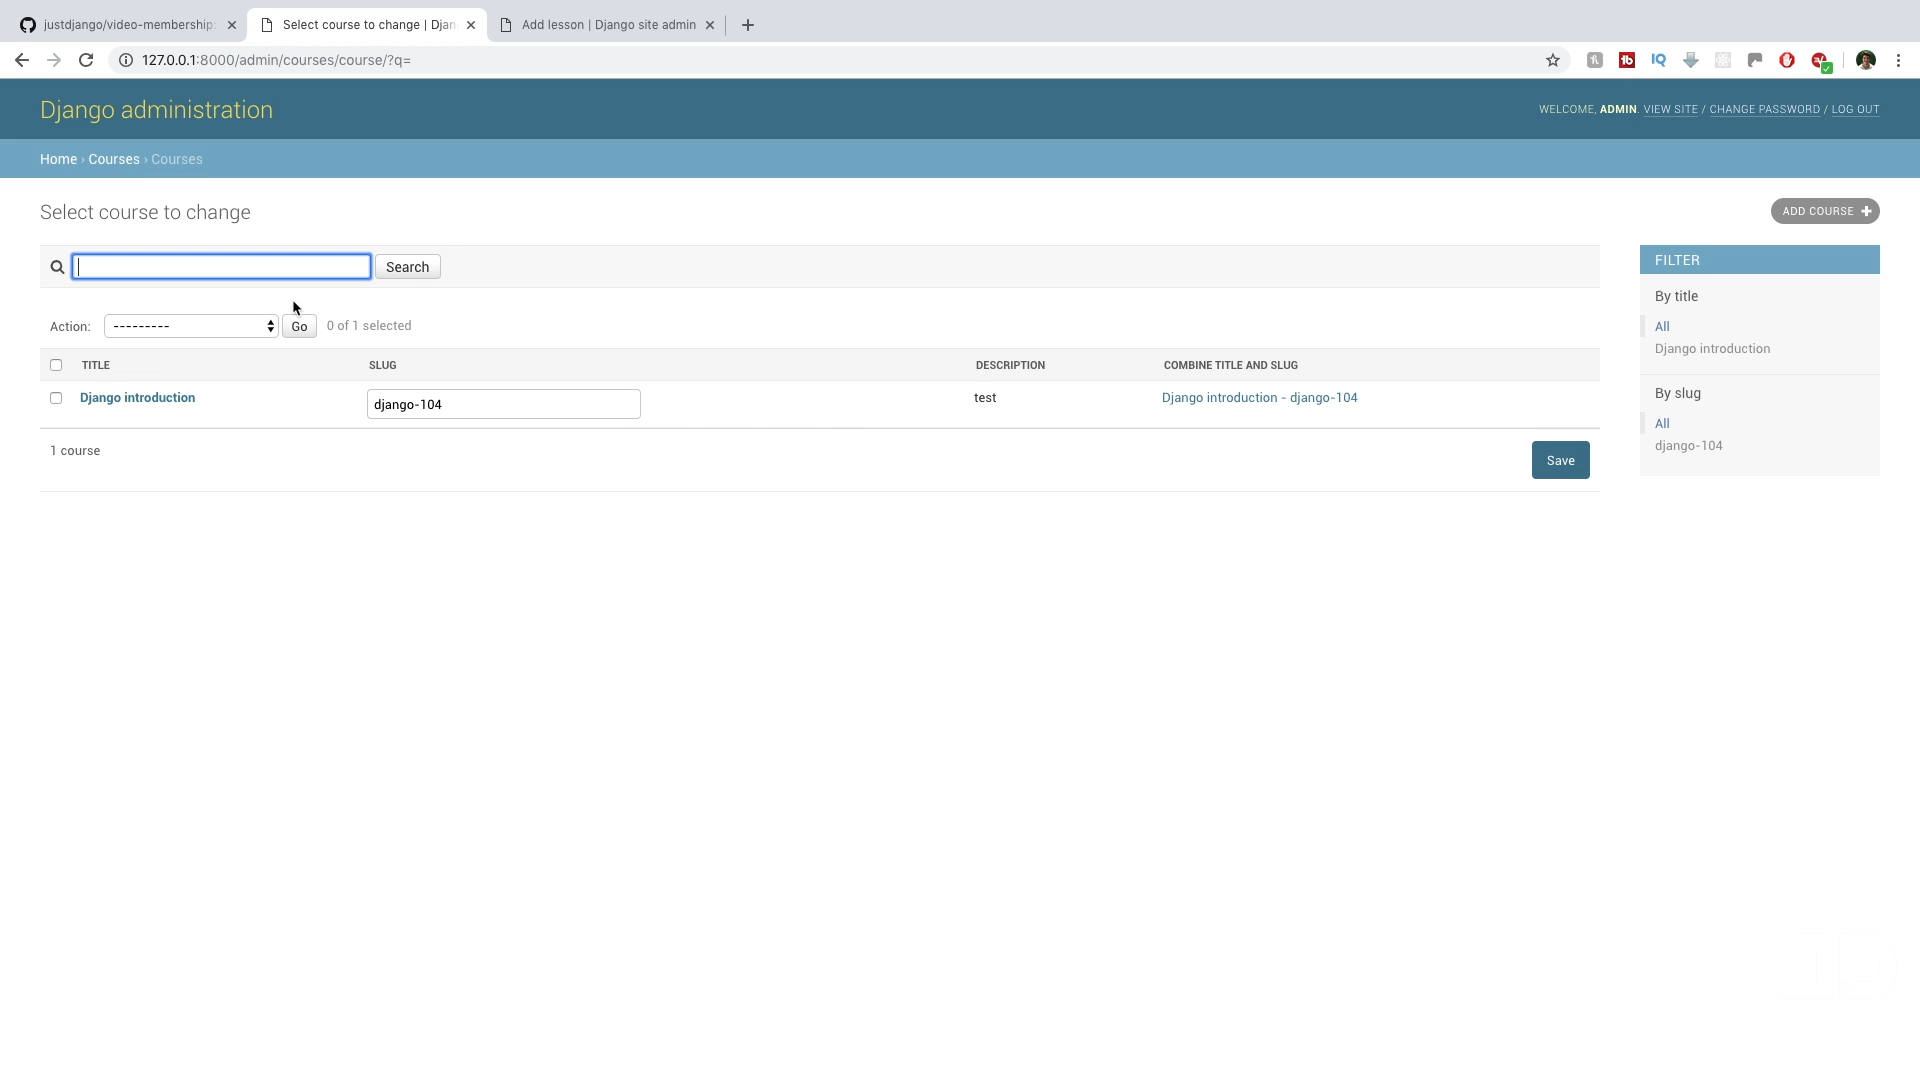 justdjango/video-membership:
Select course to change | Djan
Add lesson | Django site admin
127.0.0.1:8000/admin/courses/course/?q=
Django administration
WELCOME, ADMIN. VIEW SITE / CHANGE PASSWORD / LOG OUT
Home › Courses › Courses
Select course to change
ADD COURSE
Search
FILTER
By title
All
Django introduction
By slug
All
django-104
Action: --------- Go 0 of 1 selected
TITLE SLUG DESCRIPTION COMBINE TITLE AND SLUG
Django introduction django-104 test Django introduction - django-104
1 course
Save